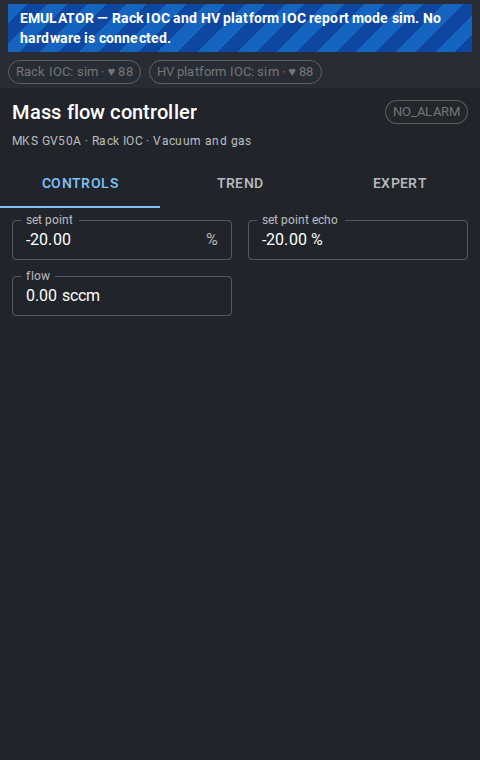 EMULATOR — Rack IOC and HV platform IOC report mode sim. No
hardware is connected.
Rack IOC: sim · ♥ 88
HV platform IOC: sim · ♥ 88
Mass flow controller
NO_ALARM
MKS GV50A · Rack IOC · Vacuum and gas
CONTROLS
TREND
EXPERT
set point
-20.00 %
set point echo
-20.00 %
flow
0.00 sccm